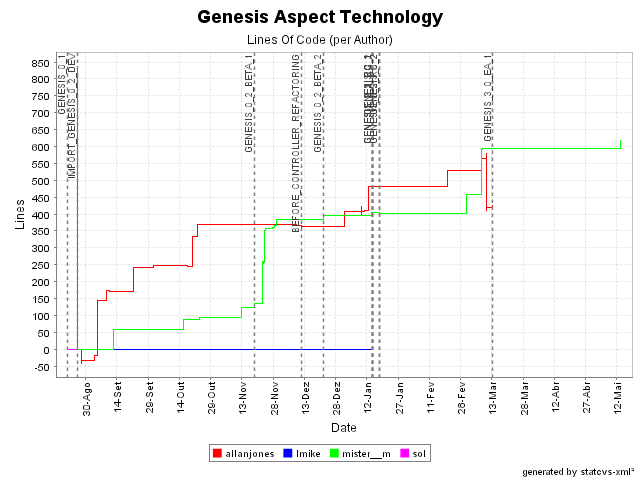 Genesis Aspect Technology
Lines Of Code (per Author)
Lines
850
800
750
700
650
600
550
500
450
400
350
300
250
200
150
100
50
0
-50
GENESIS_0_1
IMPORT_GENESIS_0_2_DEV
GENESIS_0_2_BETA_1
BEFORE_CONTROLLER_REFACTORING
GENESIS_0_2_BETA_2
GENESIS_3_0_EA_1
30-Ago
14-Set
29-Set
14-Out
29-Out
13-Nov
28-Nov
13-Dez
28-Dez
12-Jan
27-Jan
11-Fev
26-Fev
13-Mar
28-Mar
12-Abr
27-Abr
12-Mai
Date
allanjones lmike mister__m sol
generated by statcvs-xml²